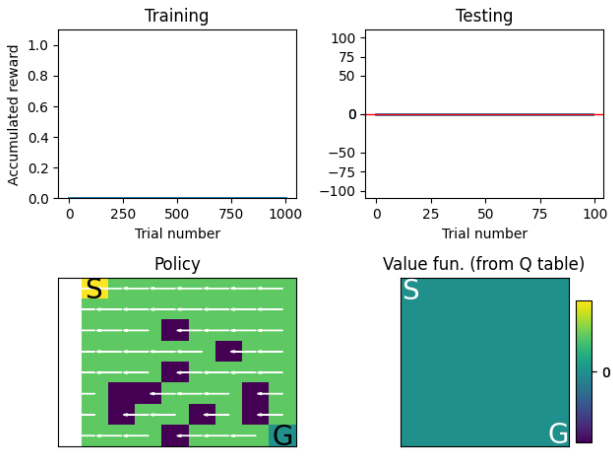 Training
Testing
Accumulated reward
1.0
0.8
0.6
0.4
0.2
0.0
0
250
500
750
1000
Trial number
100
75
50
0
−50
−75
−100
0
25
50
75
100
Trial number
Policy
Value fun. (from Q table)
S
G
S
G
0